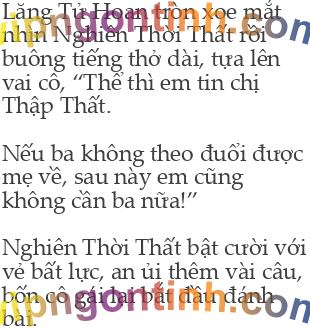 Lăng Tử Hoan tròn xoe mắt
nhìn Nghiên Thời Thất rồi
buông tiếng thở dài, tựa lên
vai cô, “Thế thì em tin chị
Thập Thất.
Nếu ba không theo đuổi được
mẹ về, sau này em cũng
không cần ba nữa!”
Nghiên Thời Thất bật cười với
vẻ bất lực, an ủi thêm vài câu,
bốn cô gái lại bắt đầu đánh
bài.